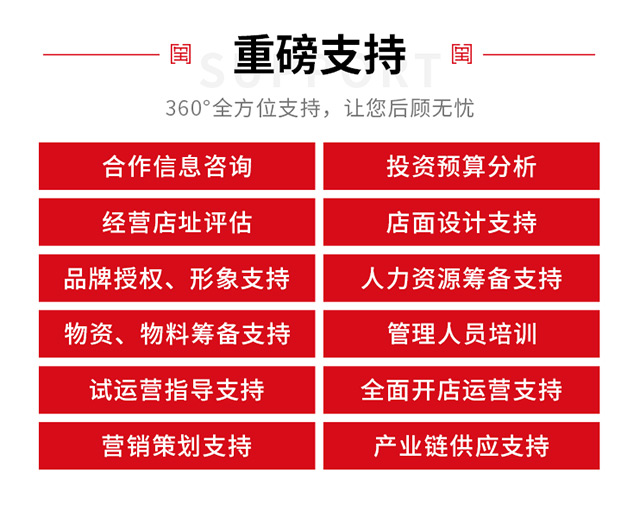 重磅支持
SUPPORT
360°全方位支持，让您后顾无忧
合作信息咨询
投资预算分析
经营店址评估
店面设计支持
品牌授权、形象支持
人力资源筹备支持
物资、物料筹备支持
管理人员培训
试运营指导支持
全面开店运营支持
营销策划支持
产业链供应支持